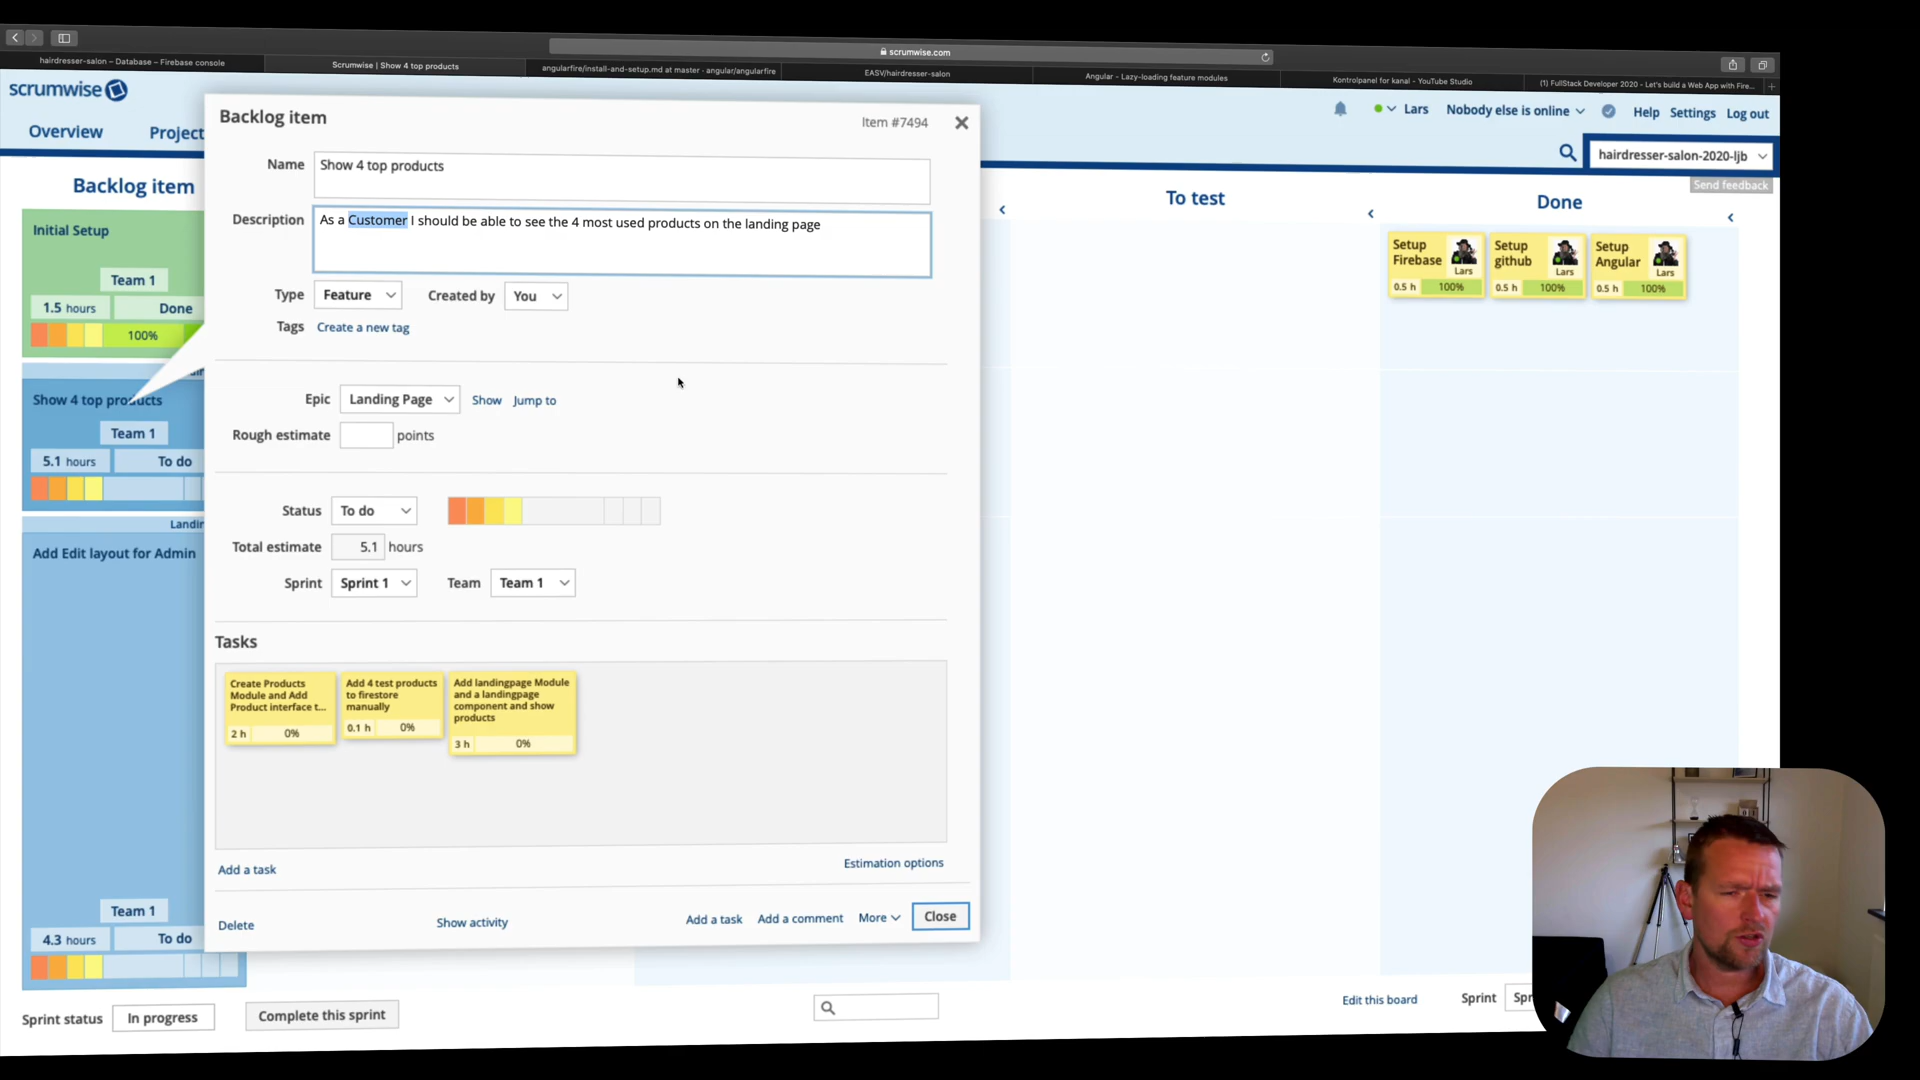 scrumwise.com
hairdresser-salon – Database – Firebase console
Scrumwise | Show 4 top products
angularfire/install-and-setup.md at master · angular/angularfire
EASV/hairdresser-salon
Angular - Lazy-loading feature modules
Kontrolpanel for kanal - YouTube Studio
(1) FullStack Developer 2020 - Let's build a Web App with Fire...
scrumwise
Lars
Nobody else is online
Help
Settings
Log out
Overview
Project
hairdresser-salon-2020-ljb
Send feedback
Backlog item
To test
Done
Initial Setup
Team 1
1.5 hours
Done
100%
Show 4 top products
Team 1
5.1 hours
To do
Landin
Add Edit layout for Admin
Team 1
4.3 hours
To do
Backlog item
Item #7494
Name
Show 4 top products
Description
As a Customer I should be able to see the 4 most used products on the landing page
Type
Feature
Created by
You
Tags
Create a new tag
Epic
Landing Page
Show
Jump to
Rough estimate
points
Status
To do
Total estimate
5.1
hours
Sprint
Sprint 1
Team
Team 1
Tasks
Create Products
Module and Add
Product interface t...
2 h
0%
Add 4 test products
to firestore
manually
0.1 h
0%
Add landingpage Module
and a landingpage
component and show
products
3 h
0%
Add a task
Estimation options
Delete
Show activity
Add a task
Add a comment
More
Close
Setup
Firebase
Lars
0.5 h
100%
Setup
github
Lars
0.5 h
100%
Setup
Angular
Lars
0.5 h
100%
Sprint status
In progress
Complete this sprint
Edit this board
Sprint